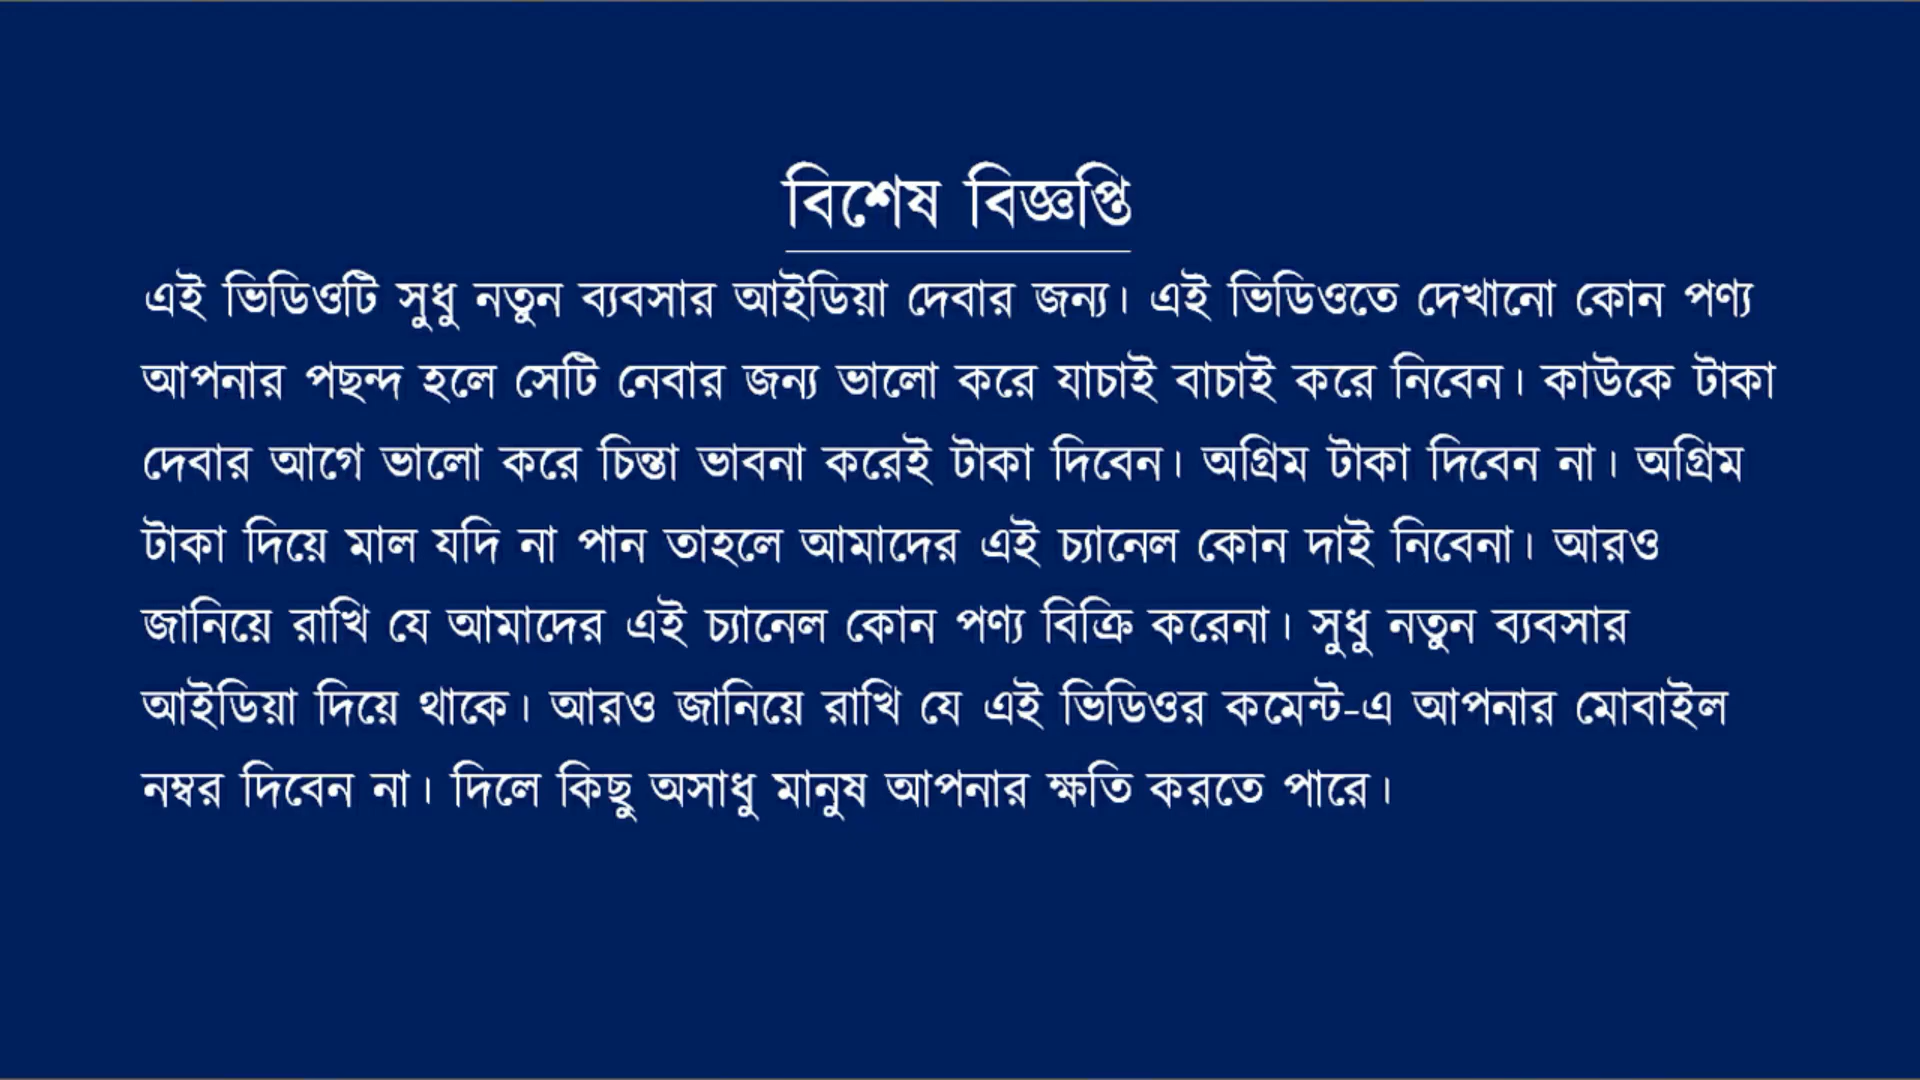 বিশেষ বিজ্ঞপ্তি
এই ভিডিওটি সুধু নতুন ব্যবসার আইডিয়া দেবার জন্য। এই ভিডিওতে দেখানো কোন পণ্য
আপনার পছন্দ হলে সেটি নেবার জন্য ভালো করে যাচাই বাচাই করে নিবেন। কাউকে টাকা
দেবার আগে ভালো করে চিন্তা ভাবনা করেই টাকা দিবেন। অগ্রিম টাকা দিবেন না। অগ্রিম
টাকা দিয়ে মাল যদি না পান তাহলে আমাদের এই চ্যানেল কোন দাই নিবেনা। আরও
জানিয়ে রাখি যে আমাদের এই চ্যানেল কোন পণ্য বিক্রি করেনা। সুধু নতুন ব্যবসার
আইডিয়া দিয়ে থাকে। আরও জানিয়ে রাখি যে এই ভিডিওর কমেন্ট-এ আপনার মোবাইল
নম্বর দিবেন না। দিলে কিছু অসাধু মানুষ আপনার ক্ষতি করতে পারে।